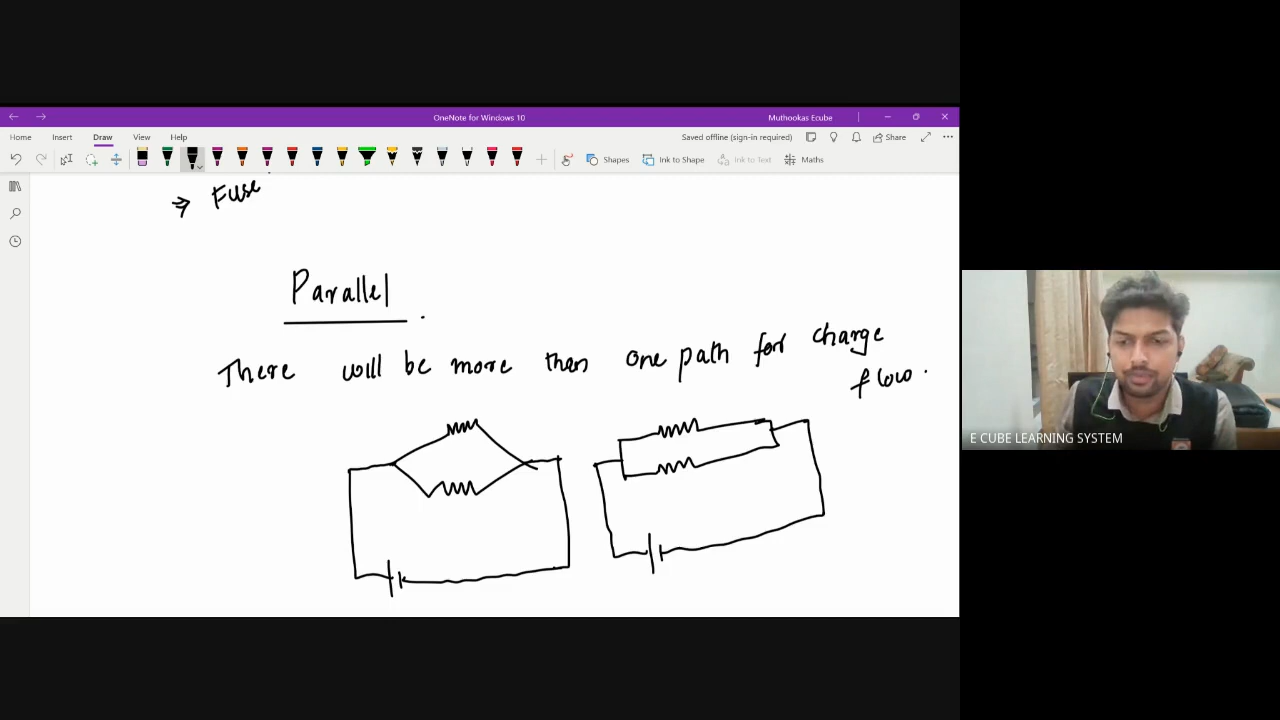 OneNote for Windows 10
Muthookas Ecube
Home Insert Draw View Help
Saved offline (sign-in required)
Share
Shapes
Ink to Shape
Ink to Text
Maths
⇒ Fuse
Parallel.
There will be more than one path for charge
flow.
E CUBE LEARNING SYSTEM